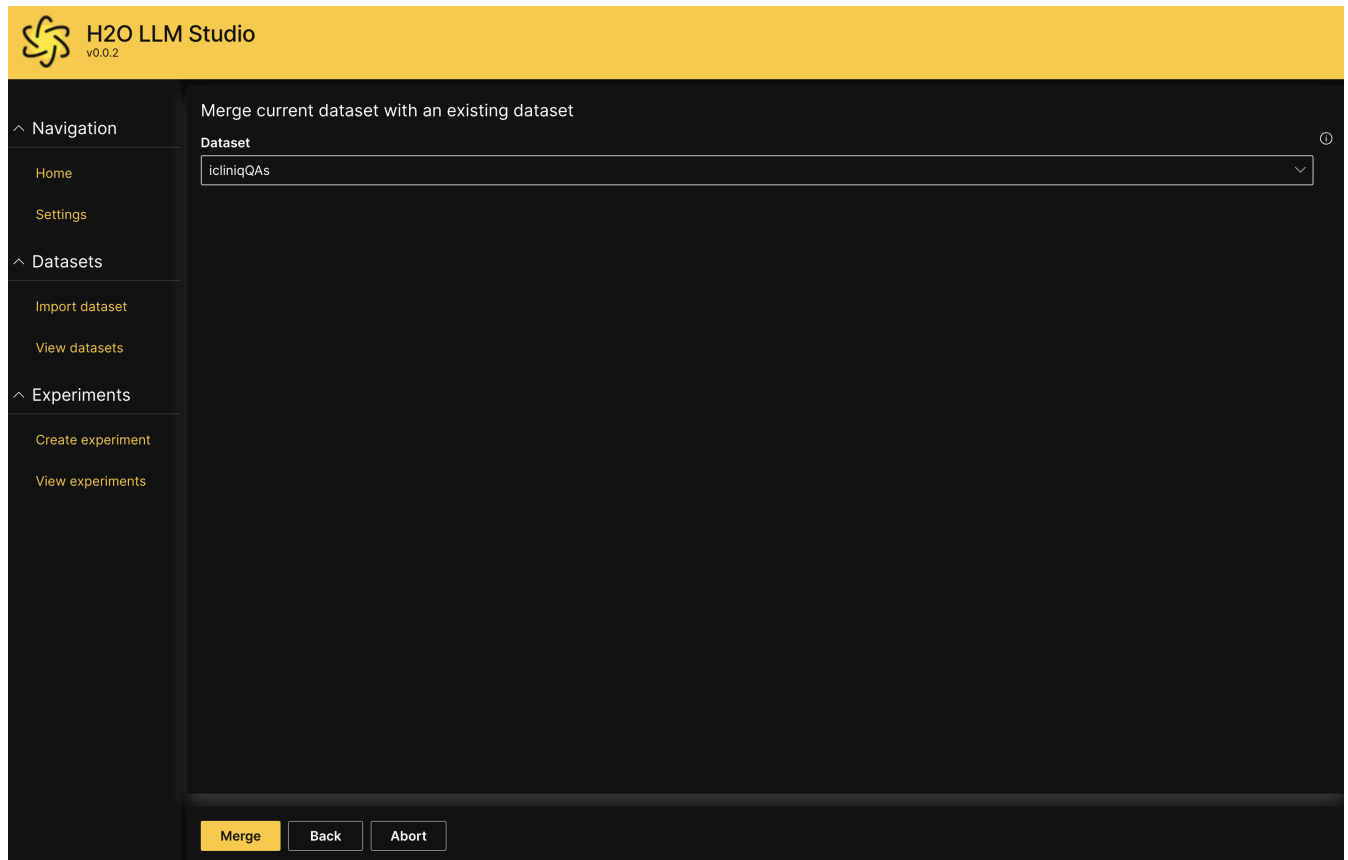 H2O LLM Studio
v0.0.2
Navigation
Home
Settings
Datasets
Import dataset
View datasets
Experiments
Create experiment
View experiments
Merge current dataset with an existing dataset
Dataset
icliniqQAs
Merge
Back
Abort